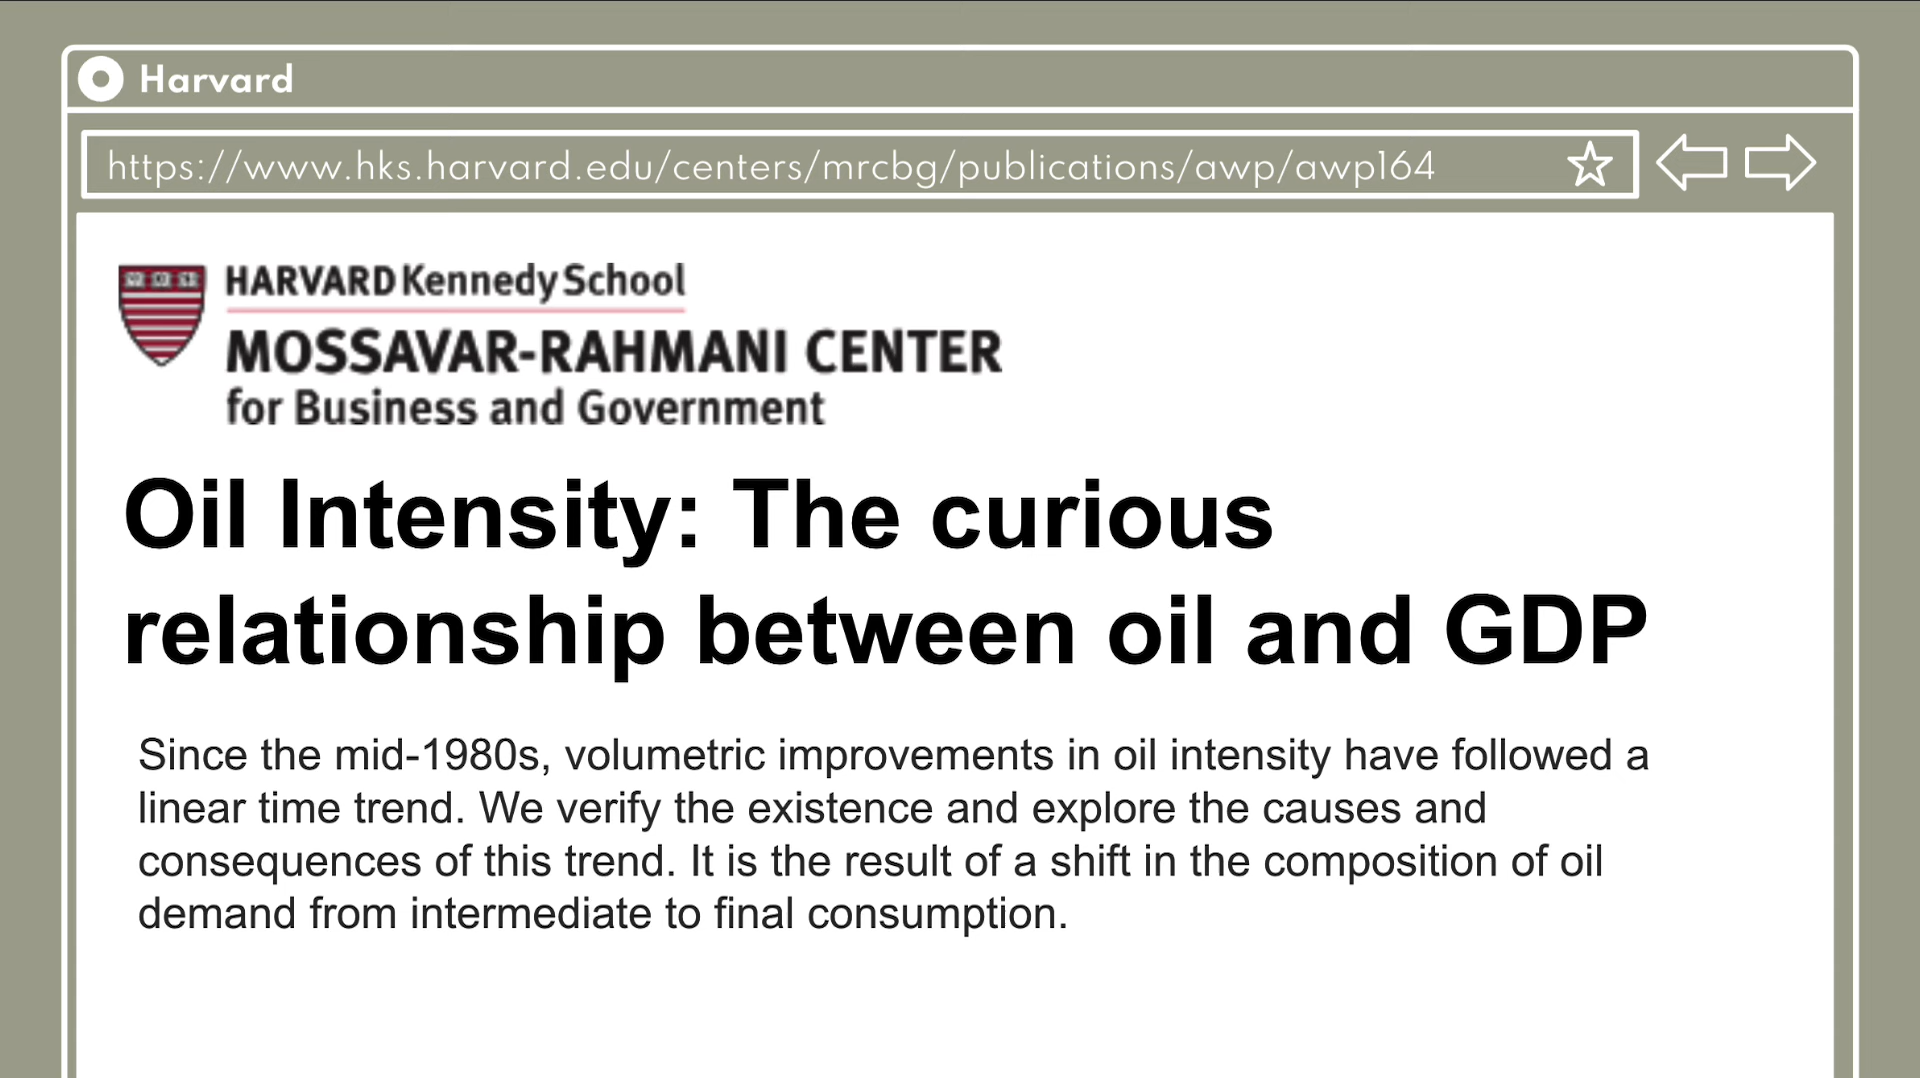 Harvard
https://www.hks.harvard.edu/centers/mrcbg/publications/awp/awp164
HARVARD Kennedy School
MOSSAVAR-RAHMANI CENTER
for Business and Government
Oil Intensity: The curious
relationship between oil and GDP
Since the mid-1980s, volumetric improvements in oil intensity have followed a
linear time trend. We verify the existence and explore the causes and
consequences of this trend. It is the result of a shift in the composition of oil
demand from intermediate to final consumption.